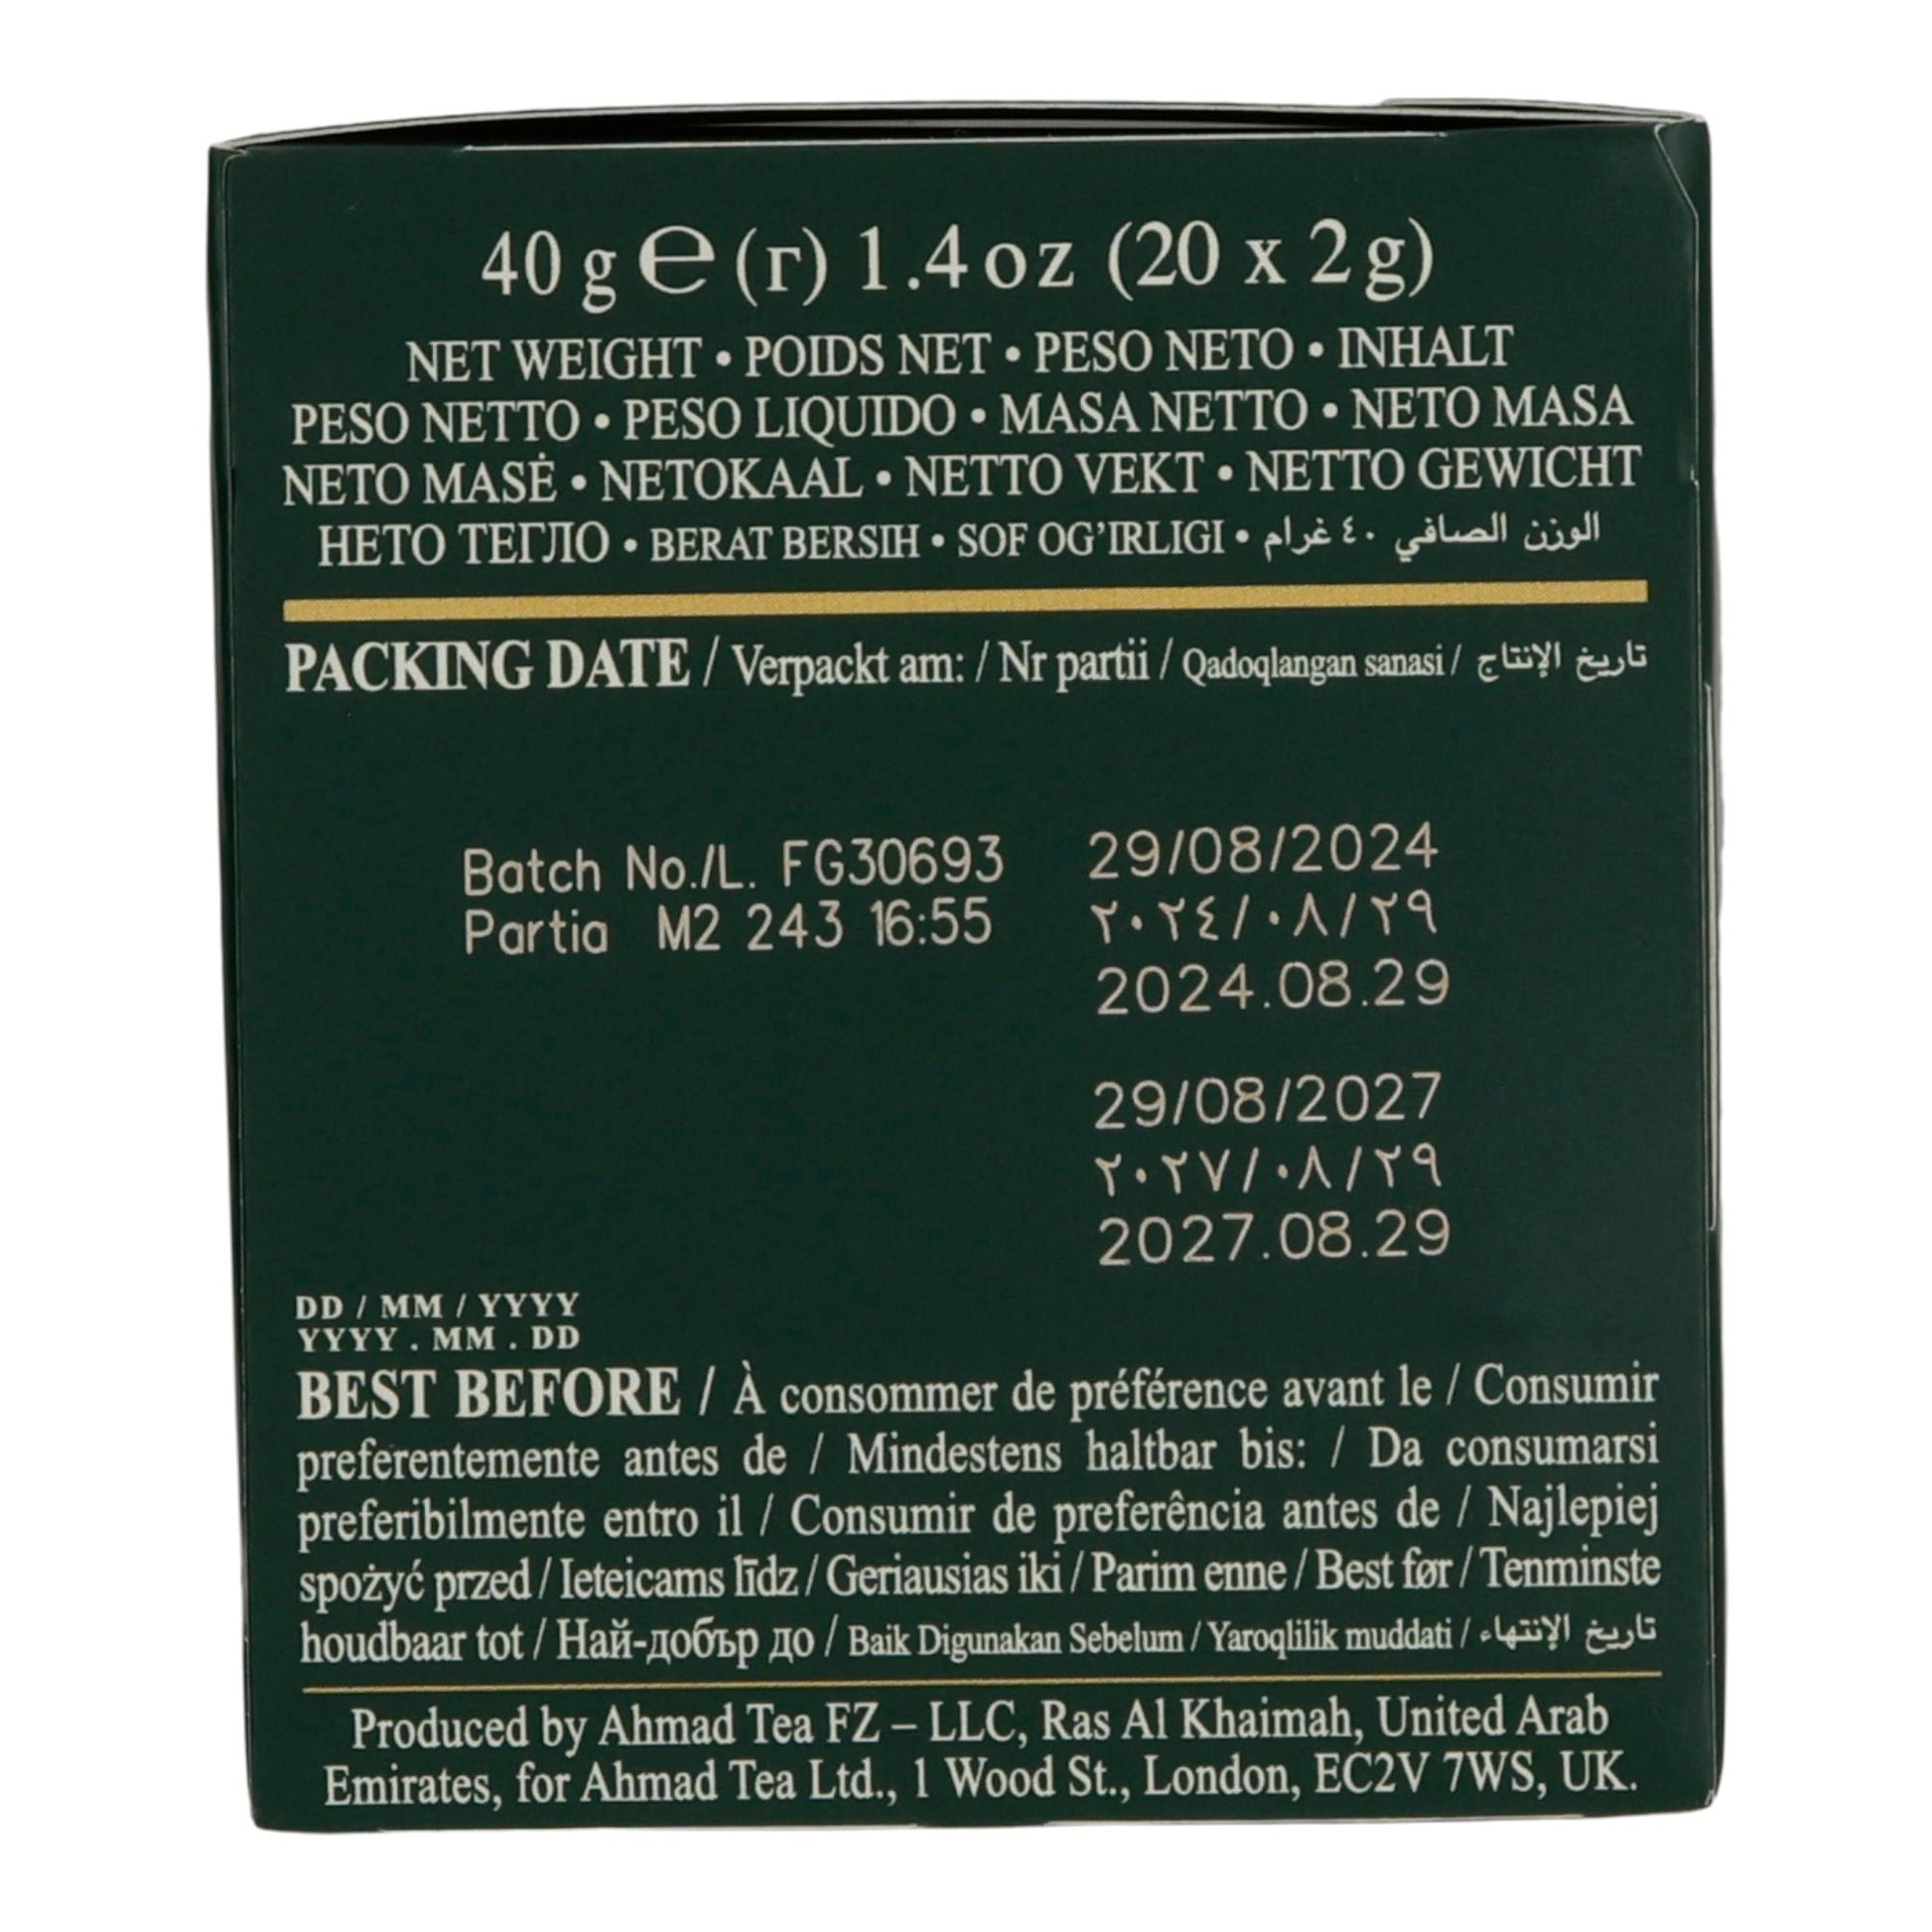 40 g ℮ (г) 1.4 oz (20 x 2 g)
NET WEIGHT • POIDS NET • PESO NETO • INHALT
PESO NETTO • PESO LIQUIDO • MASA NETTO • NETO MASA
NETO MASĖ • NETOKAAL • NETTO VEKT • NETTO GEWICHT
НЕТО ТЕГЛО • BERAT BERSIH • SOF OG’IRLIGI • الوزن الصافي ٤٠ غرام
PACKING DATE / Verpackt am: / Nr partii / Qadoqlangan sanasi / تاريخ الإنتاج
Batch No./L. FG30693 29/08/2024
Partia M2 243 16:55 ٢٠٢٤/٠٨/٢٩
2024.08.29
29/08/2027
٢٠٢٧/٠٨/٢٩
2027.08.29
DD / MM / YYYY
YYYY . MM . DD
BEST BEFORE / À consommer de préférence avant le / Consumir
preferentemente antes de / Mindestens haltbar bis: / Da consumarsi
preferibilmente entro il / Consumir de preferência antes de / Najlepiej
spożyć przed / Ieteicams līdz / Geriausias iki / Parim enne / Best før / Tenminste
houdbaar tot / Най-добър до / Baik Digunakan Sebelum / Yaroqlilik muddati / تاريخ الإنتهاء
Produced by Ahmad Tea FZ – LLC, Ras Al Khaimah, United Arab
Emirates, for Ahmad Tea Ltd., 1 Wood St., London, EC2V 7WS, UK.